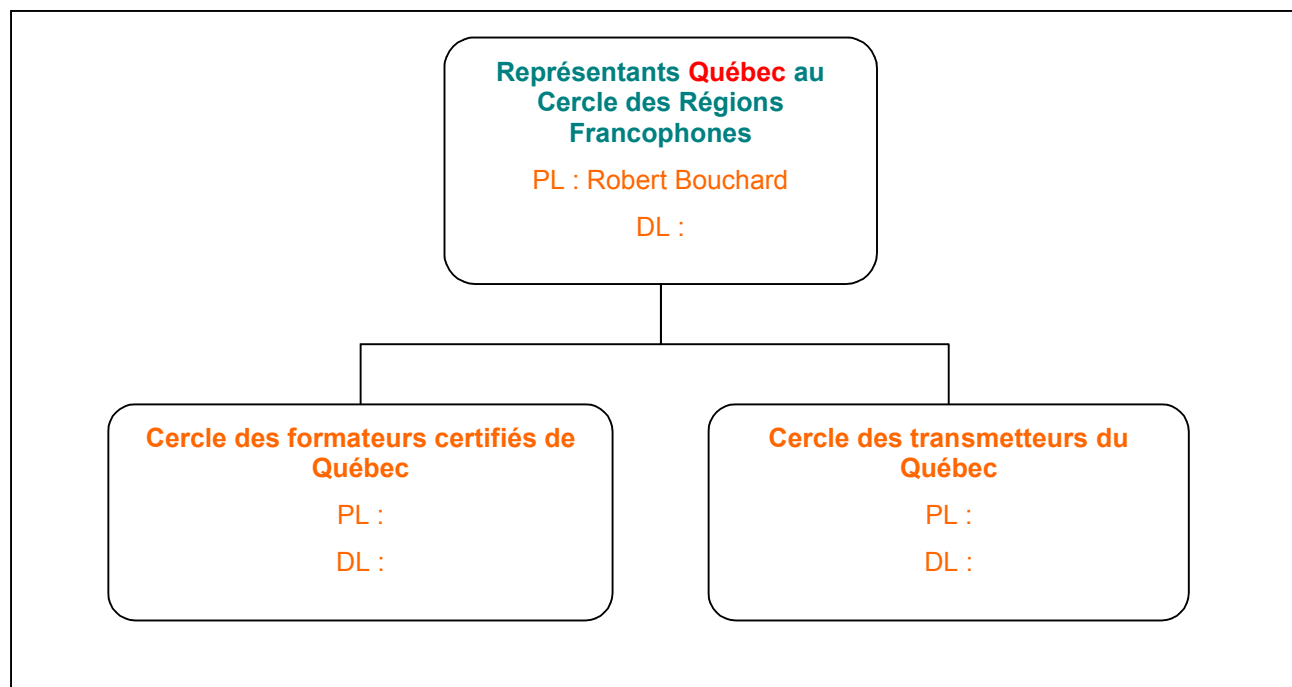 Représentants Québec au
Cercle des Régions
Francophones
PL : Robert Bouchard
DL :
Cercle des formateurs certifiés de
Québec
PL :
DL :
Cercle des transmetteurs du
Québec
PL :
DL :